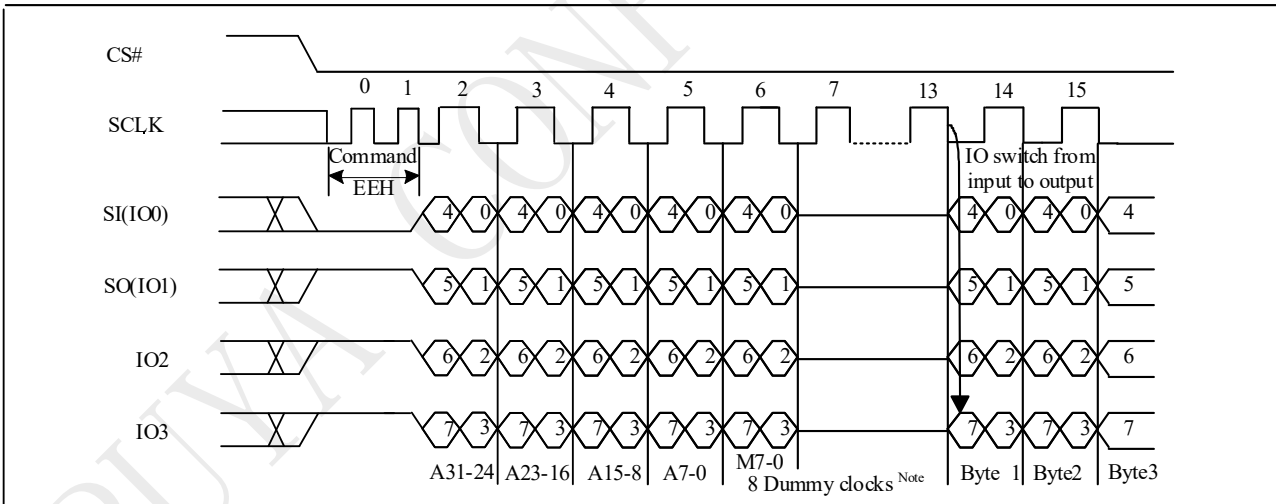 CS#
0 1 2 3 4 5 6 7 13 14 15
SCLK
Command
EEH
IO switch from
input to output
SI(IO0) 4 0 4 0 4 0 4 0 4 0 4 0 4 0 4
SO(IO1) 5 1 5 1 5 1 5 1 5 1 5 1 5 1 5
IO2 6 2 6 2 6 2 6 2 6 2 6 2 6 2 6
IO3 7 3 7 3 7 3 7 3 7 3 7 3 7 3 7
A31-24 A23-16 A15-8 A7-0 M7-0 Byte 1 Byte2 Byte3
8 Dummy clocks Note
PUYA CONF